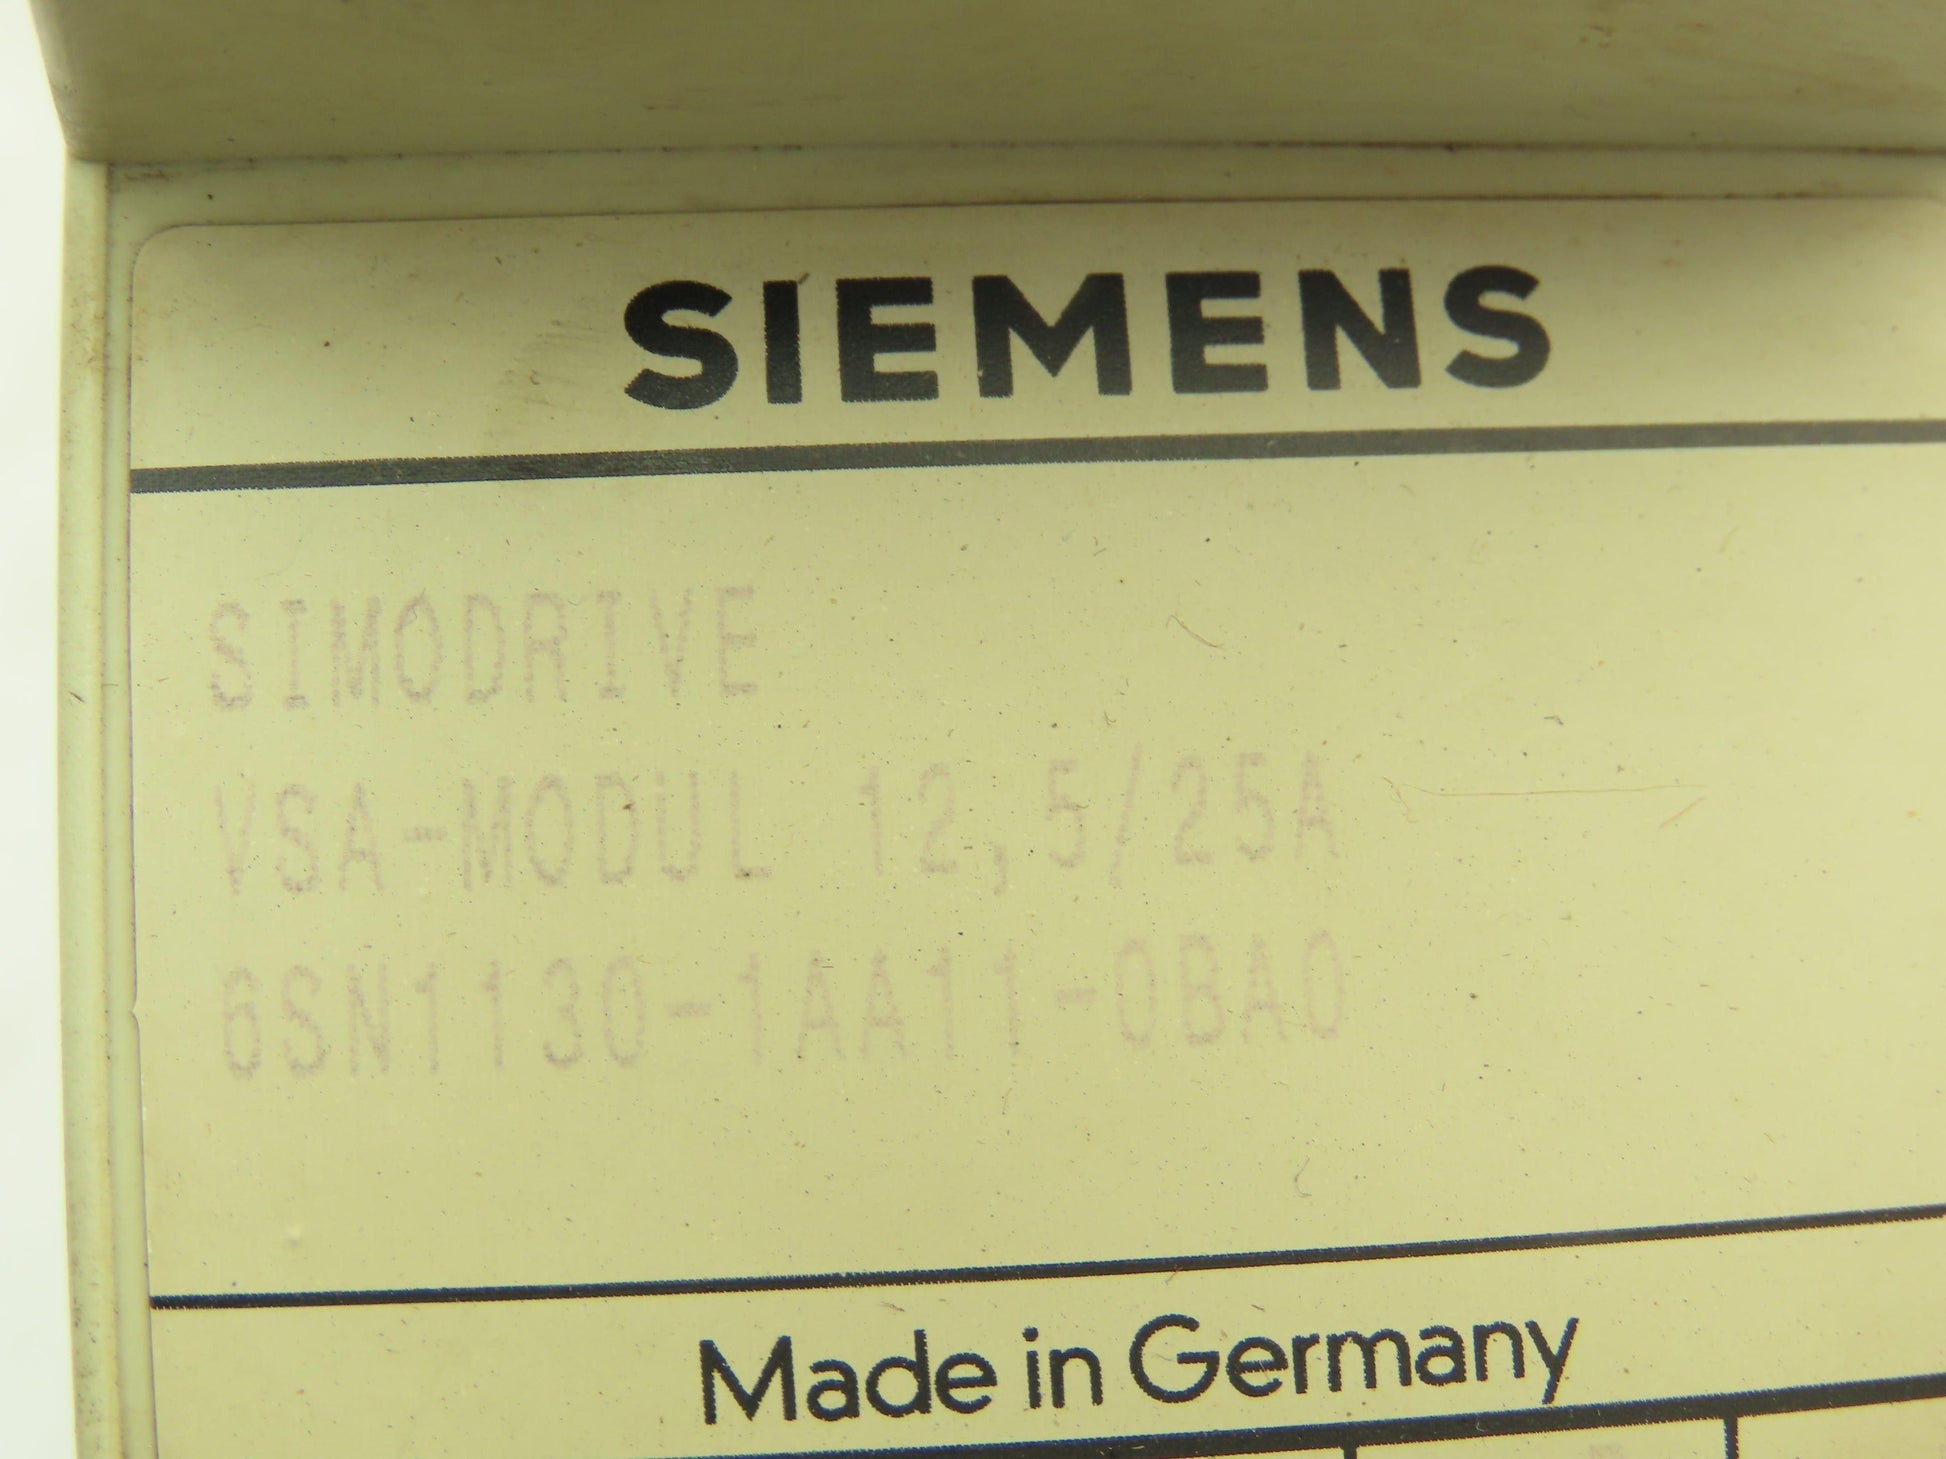 SIEMENS
SIMODRIVE
VSA-MODUL 12,5/25A
6SN1130-1AA11-0BA0
Made in Germany